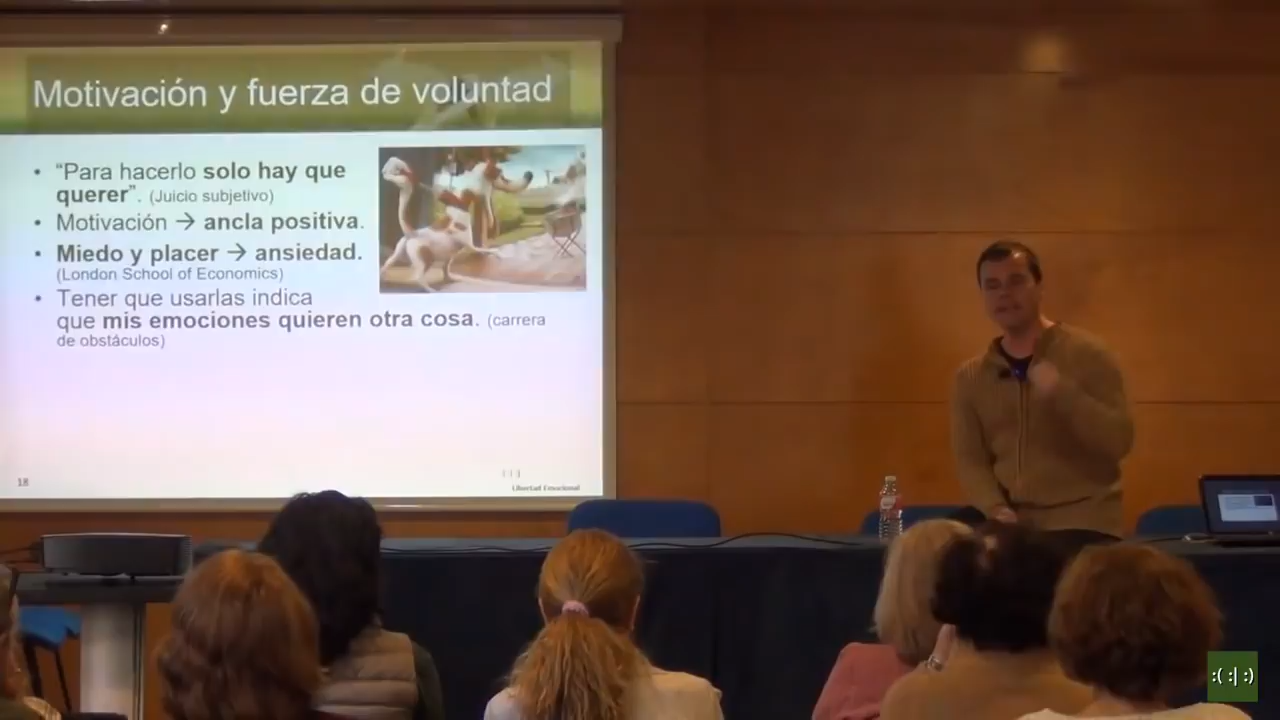 Motivación y fuerza de voluntad
• “Para hacerlo solo hay que
querer”. (Juicio subjetivo)
• Motivación → ancla positiva.
• Miedo y placer → ansiedad.
(London School of Economics)
• Tener que usarlas indica
que mis emociones quieren otra cosa. (carrera
de obstáculos)
18
Libertad Emocional
:( :| :)